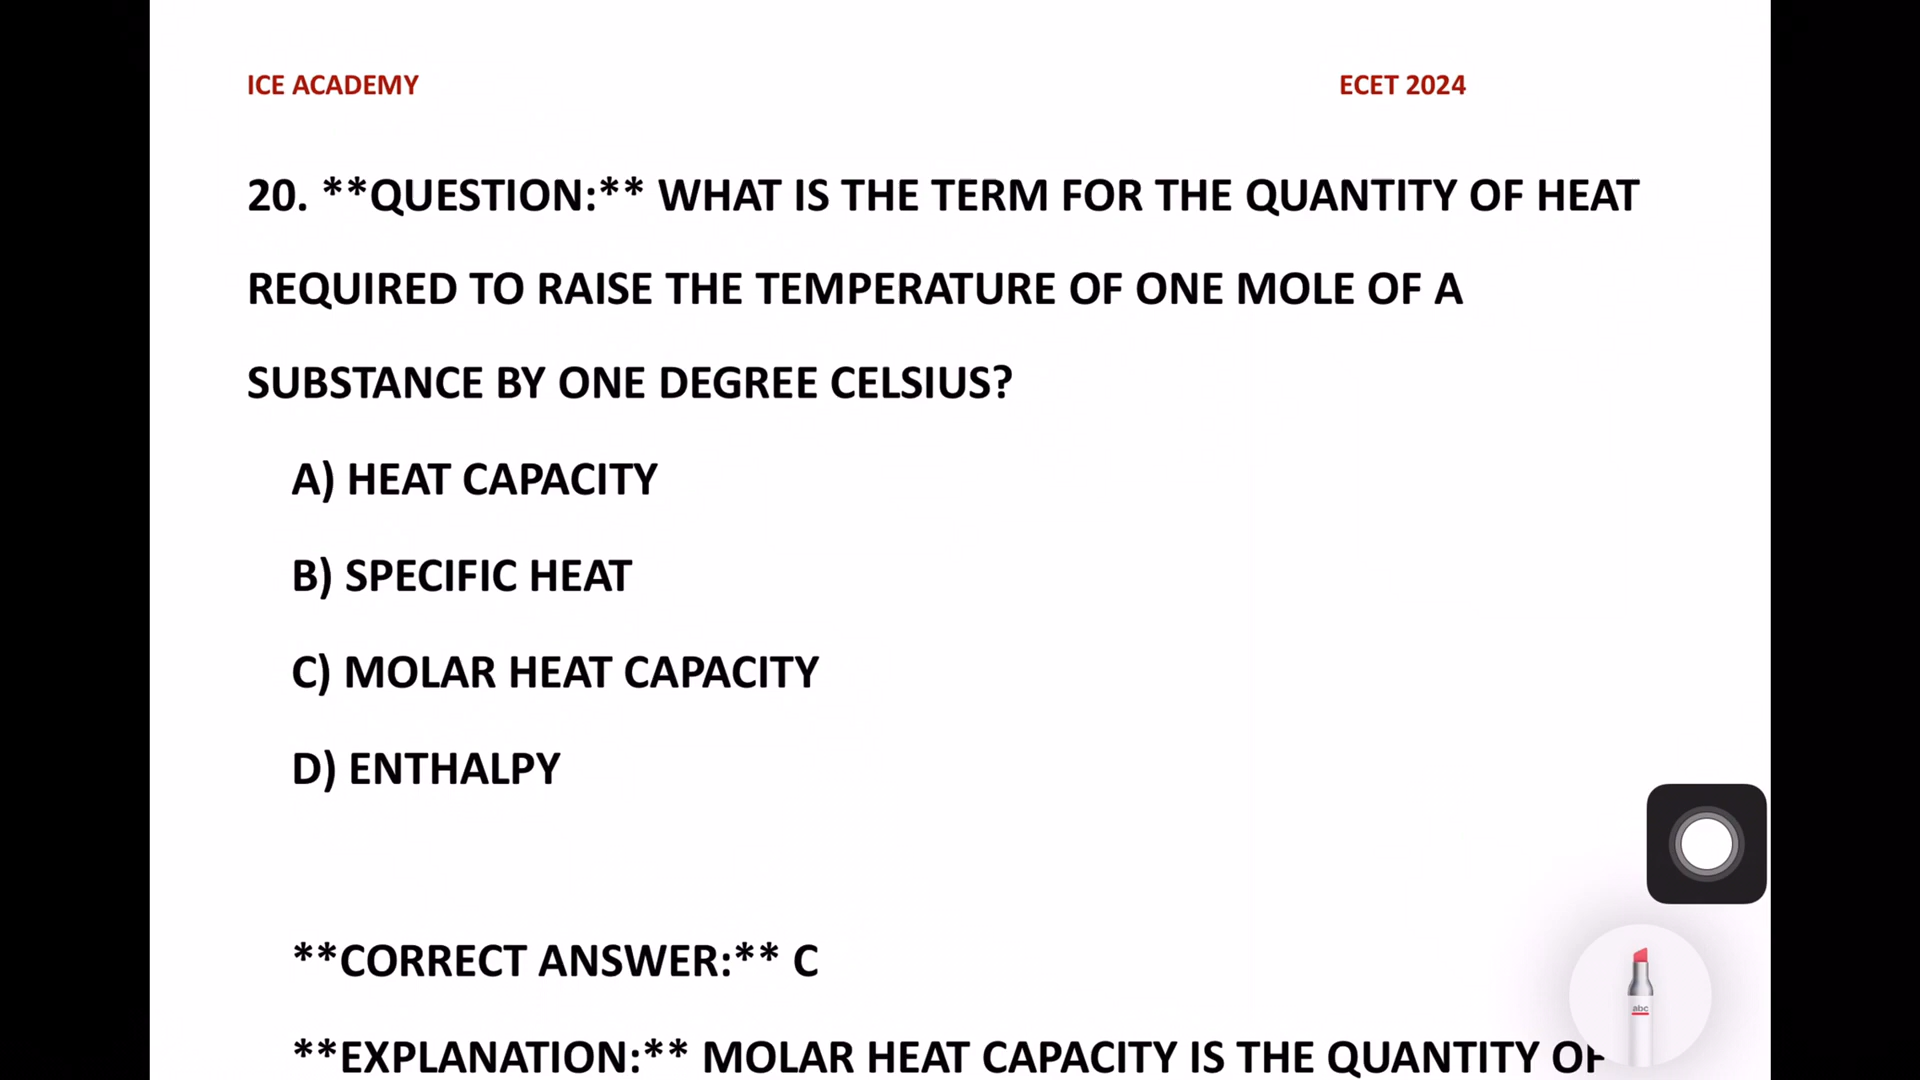 ICE ACADEMY ECET 2024
20. **QUESTION:** WHAT IS THE TERM FOR THE QUANTITY OF HEAT
REQUIRED TO RAISE THE TEMPERATURE OF ONE MOLE OF A
SUBSTANCE BY ONE DEGREE CELSIUS?
A) HEAT CAPACITY
B) SPECIFIC HEAT
C) MOLAR HEAT CAPACITY
D) ENTHALPY
**CORRECT ANSWER:** C
**EXPLANATION:** MOLAR HEAT CAPACITY IS THE QUANTITY OF
abc